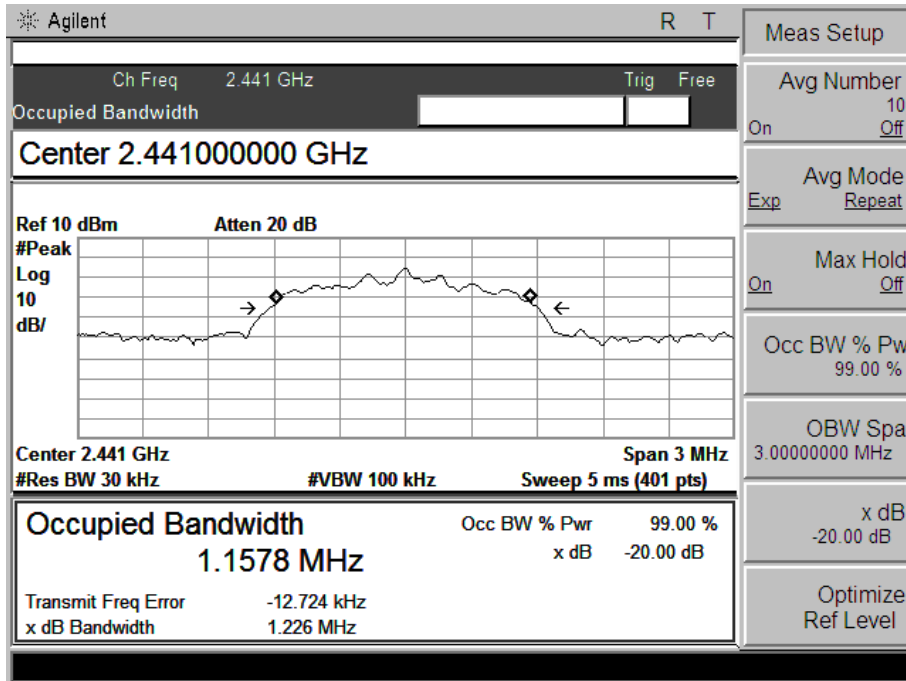 Agilent R T
Ch Freq 2.441 GHz Trig Free
Occupied Bandwidth
Center 2.441000000 GHz
Ref 10 dBm Atten 20 dB
#Peak
Log
10
dB/
Center 2.441 GHz Span 3 MHz
#Res BW 30 kHz #VBW 100 kHz Sweep 5 ms (401 pts)
Occupied Bandwidth Occ BW % Pwr 99.00 %
1.1578 MHz x dB -20.00 dB
Transmit Freq Error -12.724 kHz
x dB Bandwidth 1.226 MHz
Meas Setup
Avg Number
10
On Off
Avg Mode
Exp Repeat
Max Hold
On Off
Occ BW % Pw
99.00 %
OBW Spa
3.00000000 MHz
x dB
-20.00 dB
Optimize
Ref Level